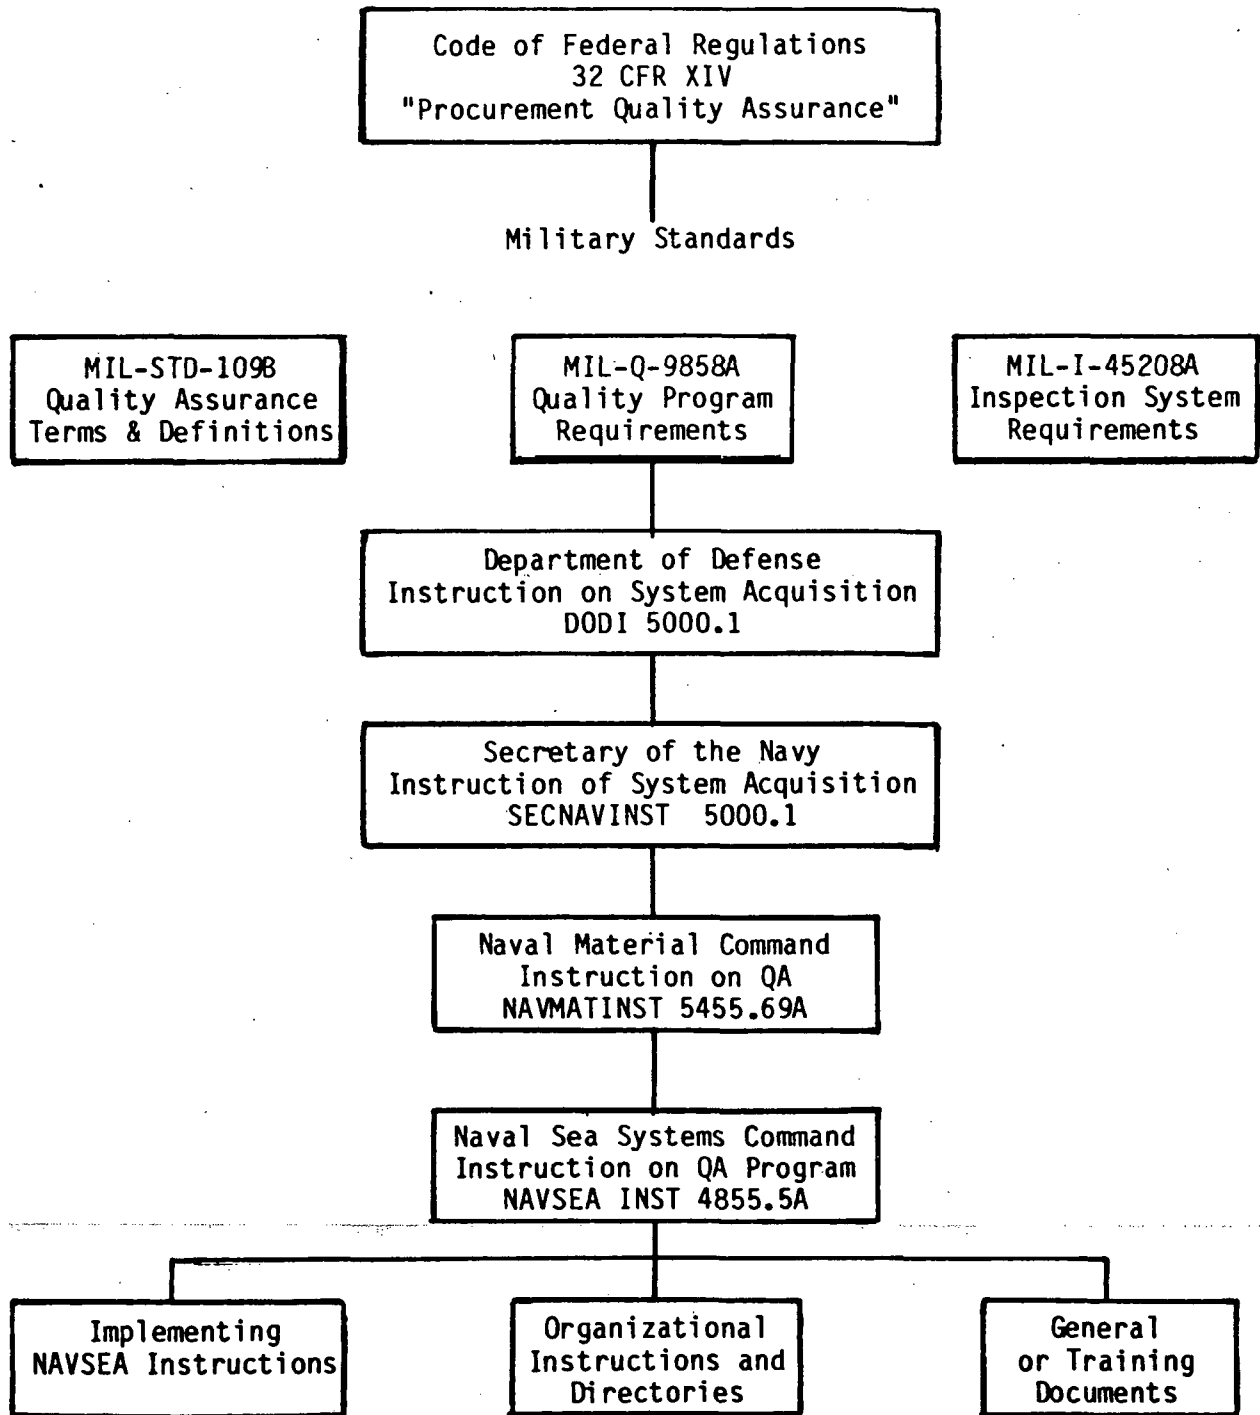 Code of Federal Regulations
32 CFR XIV
"Procurement Quality Assurance"
Military Standards
MIL-STD-109B
Quality Assurance
Terms & Definitions
MIL-Q-9858A
Quality Program
Requirements
MIL-I-45208A
Inspection System
Requirements
Department of Defense
Instruction on System Acquisition
DODI 5000.1
Secretary of the Navy
Instruction of System Acquisition
SECNAVINST 5000.1
Naval Material Command
Instruction on QA
NAVMATINST 5455.69A
Naval Sea Systems Command
Instruction on QA Program
NAVSEA INST 4855.5A
Implementing
NAVSEA Instructions
Organizational
Instructions and
Directories
General
or Training
Documents